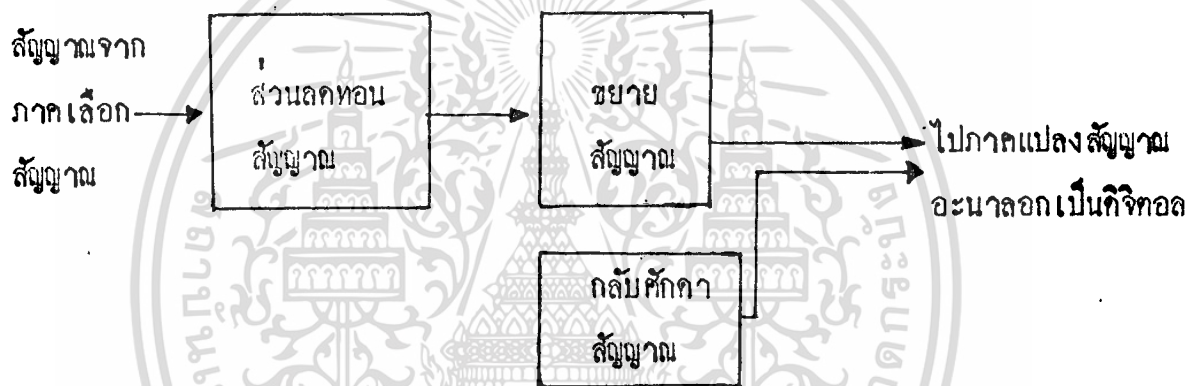 สัญญาณจาก
ภาคเลือก
สัญญาณ
ส่วนลดทอน
สัญญาณ
ขยาย
สัญญาณ
ไปภาคแปลงสัญญาณ
อะนาลอกเป็นดิจิทอล
กลับศักดา
สัญญาณ